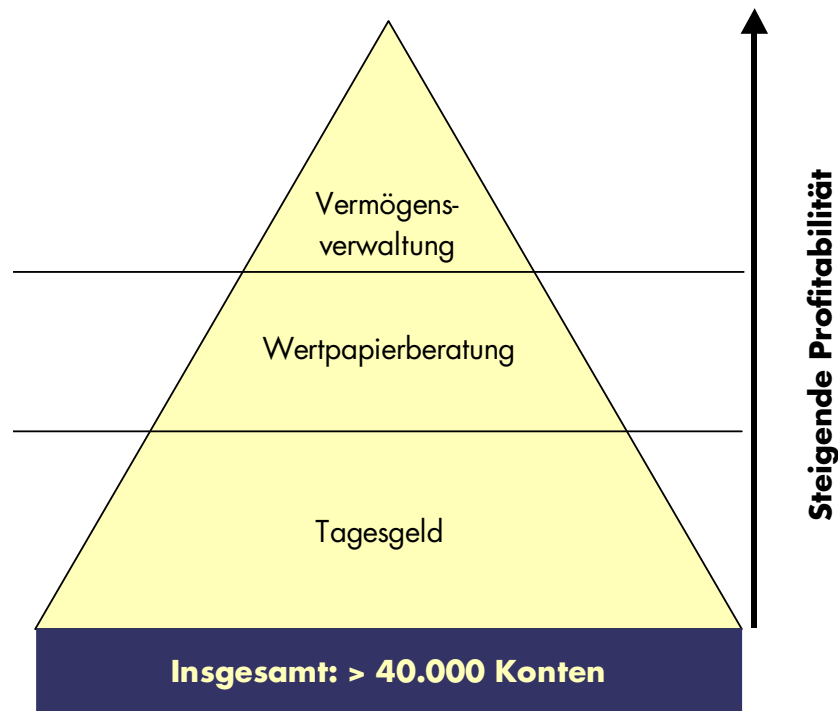 Vermögens-
verwaltung
Wertpapierberatung
Tagesgeld
Insgesamt: > 40.000 Konten
Steigende Profitabilität